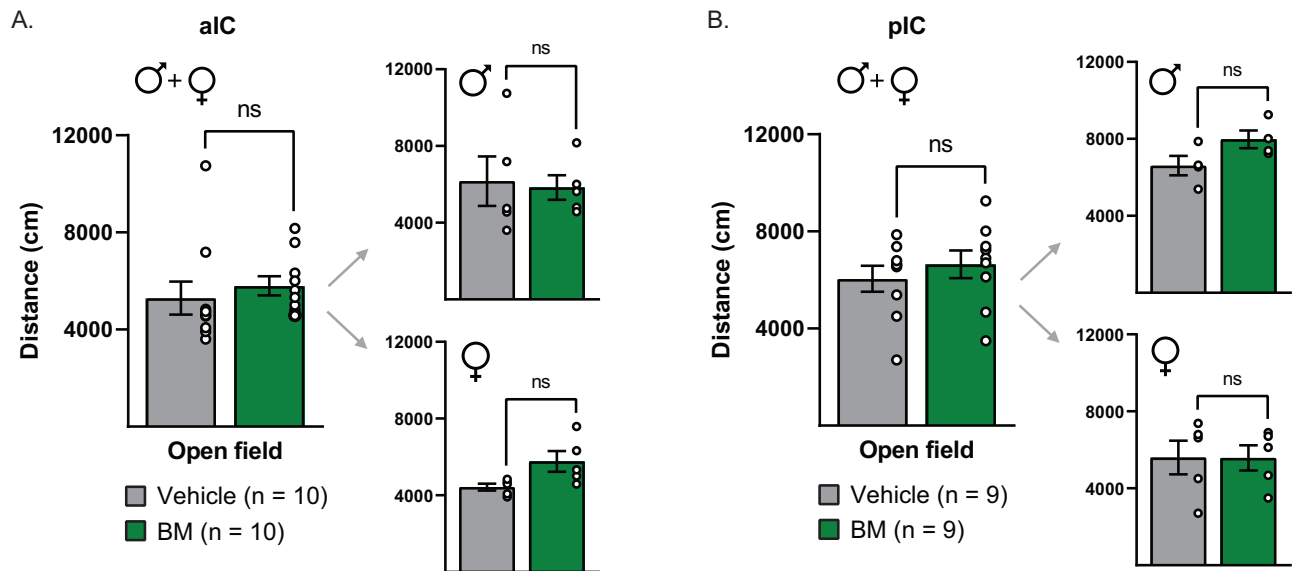 A.
aIC
♂ + ♀
ns
12000
8000
4000
Distance (cm)
Open field
Vehicle (n = 10)
BM (n = 10)
♂
ns
12000
8000
4000
♀
ns
12000
8000
4000
B.
pIC
♂ + ♀
ns
12000
8000
4000
Distance (cm)
Open field
Vehicle (n = 9)
BM (n = 9)
♂
ns
12000
8000
4000
♀
ns
12000
8000
4000